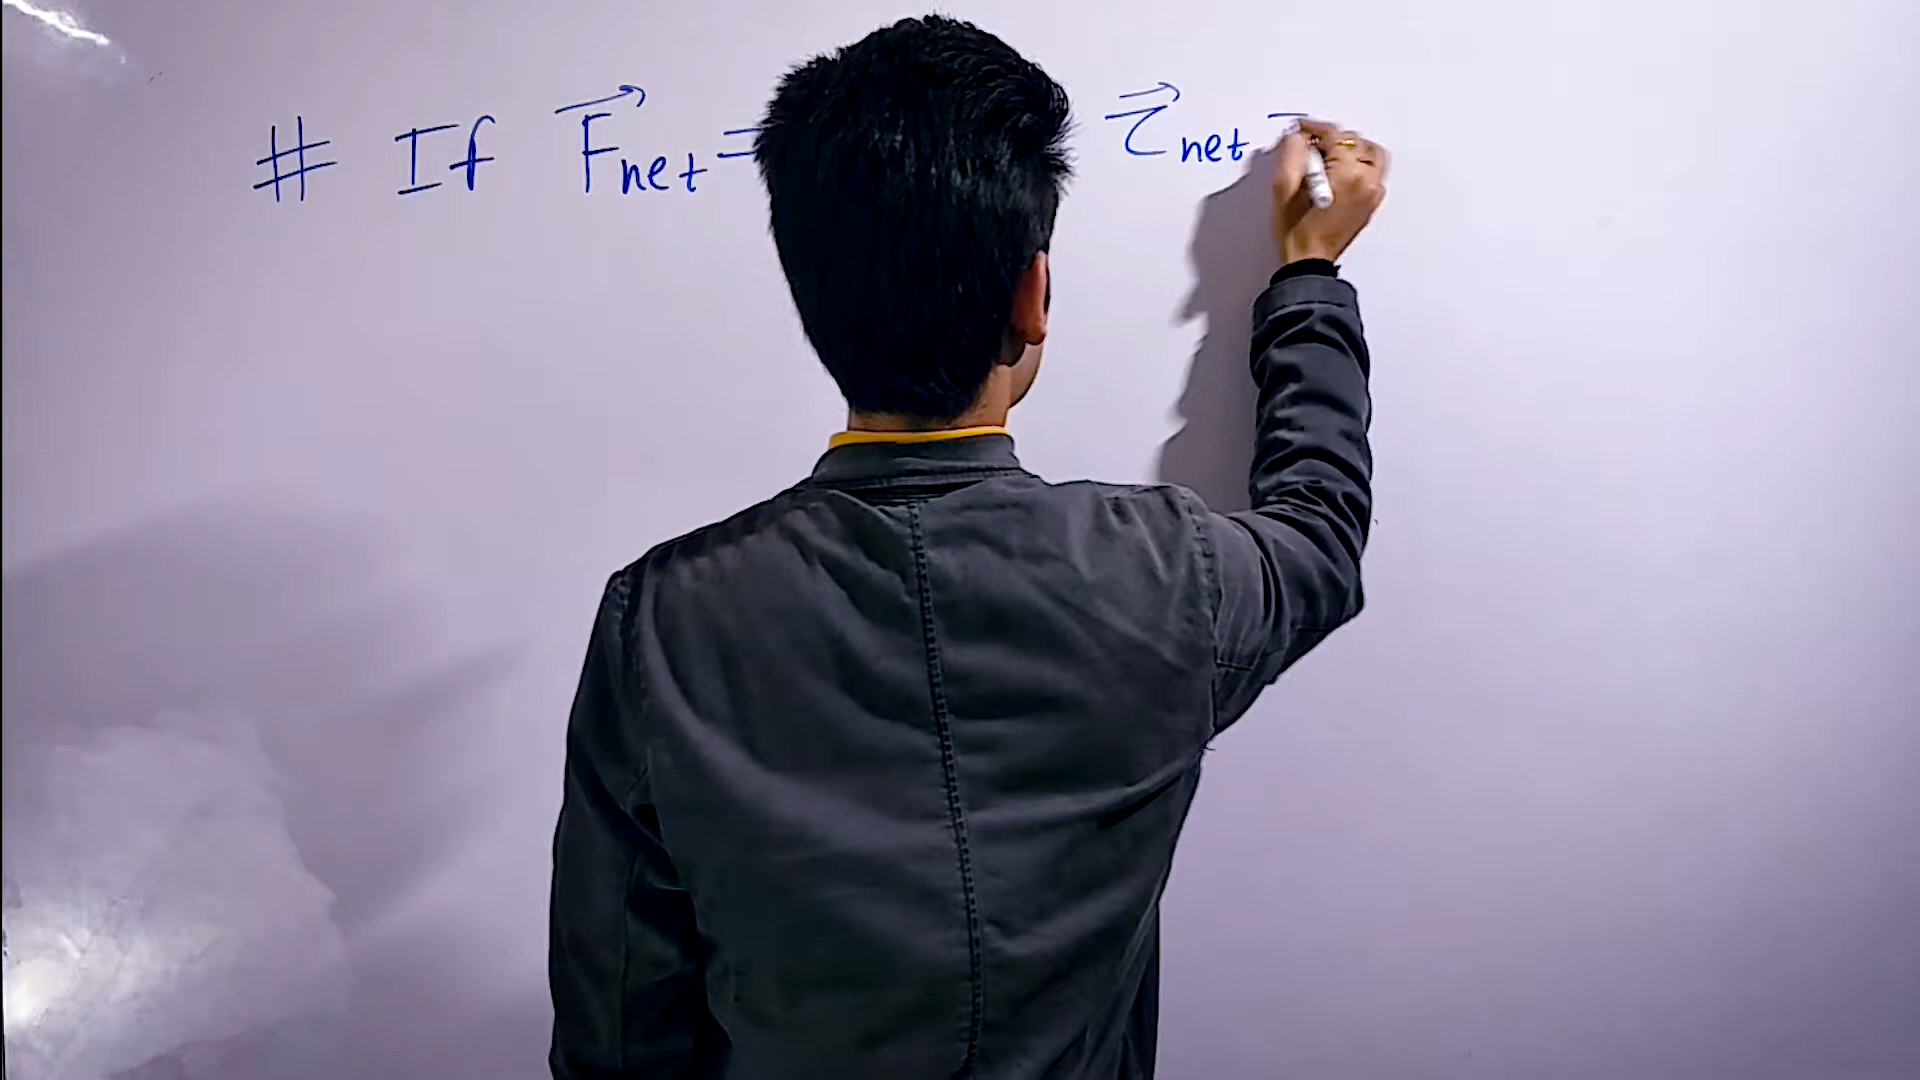 # If F⃗net = τ⃗net =